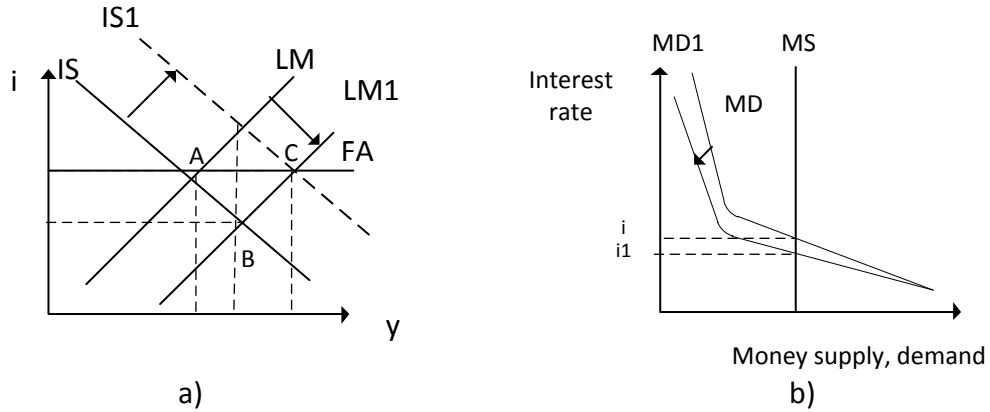 IS1
IS
LM
i
LM1
A
C
FA
B
y
a)
MD1
MS
Interest
rate
MD
i
i1
Money supply, demand
b)